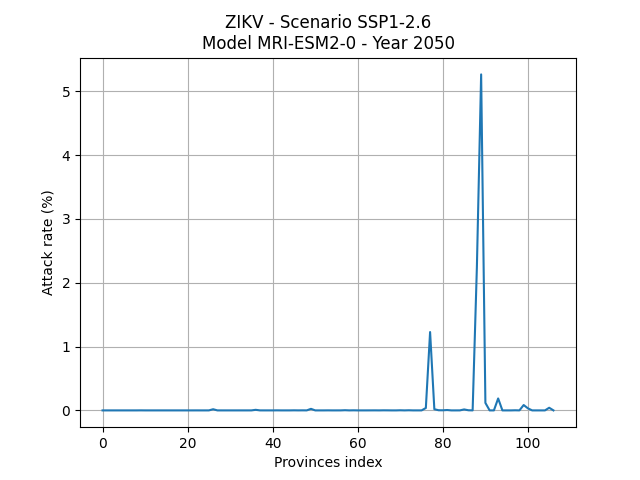 ZIKV - Scenario SSP1-2.6
Model MRI-ESM2-0 - Year 2050
5
4
3
2
1
0
Attack rate (%)
0 20 40 60 80 100
Provinces index